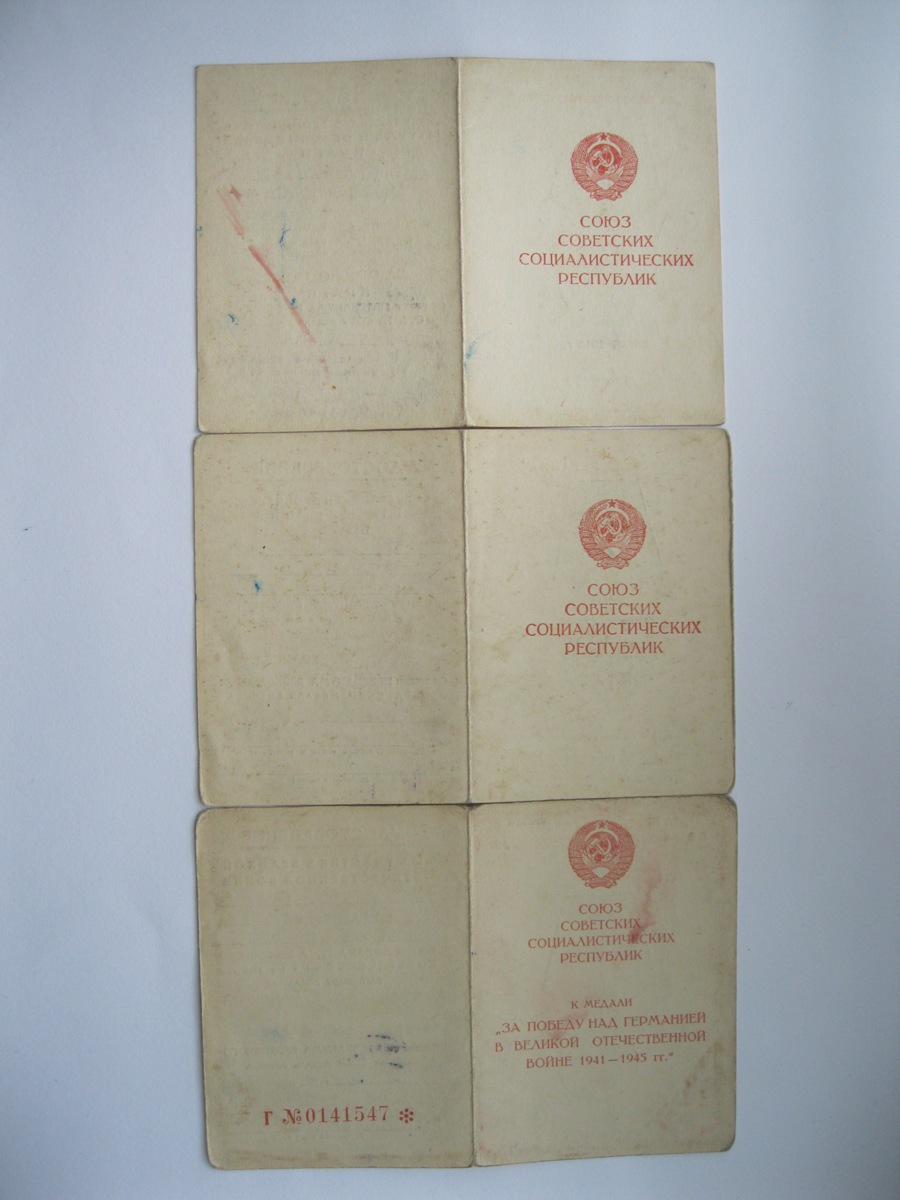 СОЮЗ
СОВЕТСКИХ
СОЦИАЛИСТИЧЕСКИХ
РЕСПУБЛИК
СОЮЗ
СОВЕТСКИХ
СОЦИАЛИСТИЧЕСКИХ
РЕСПУБЛИК
СОЮЗ
СОВЕТСКИХ
СОЦИАЛИСТИЧЕСКИХ
РЕСПУБЛИК
К МЕДАЛИ
„ЗА ПОБЕДУ НАД ГЕРМАНИЕЙ
В ВЕЛИКОЙ ОТЕЧЕСТВЕННОЙ
ВОЙНЕ 1941—1945 гг."
Г №0141547 ✻